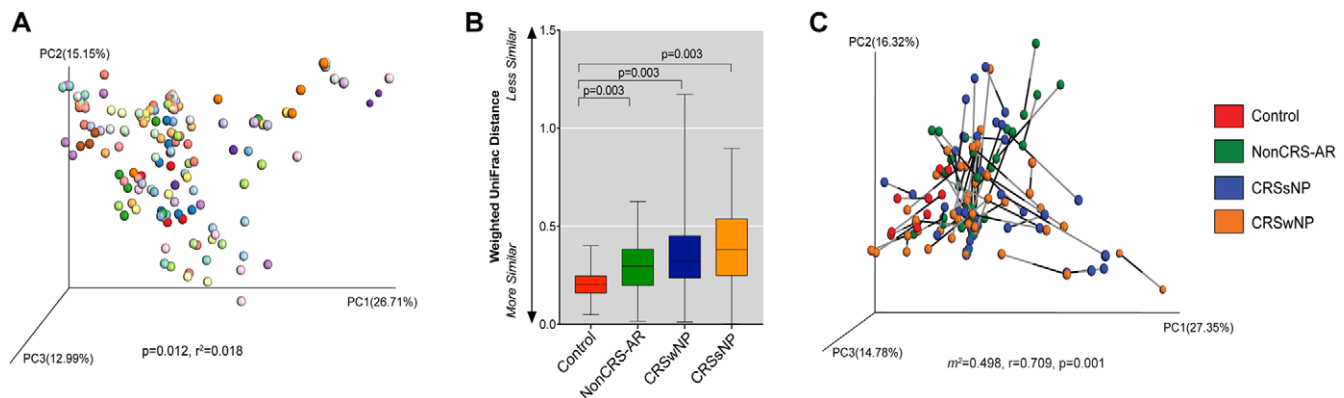 A
PC2(15.15%)
PC1(26.71%)
PC3(12.99%)
p=0.012, r²=0.018
B
Less Similar
More Similar
Weighted UniFrac Distance
1.5
1.0
0.5
0.0
p=0.003
p=0.003
p=0.003
Control
NonCRS-AR
CRSwNP
CRSsNP
C
PC2(16.32%)
PC1(27.35%)
PC3(14.78%)
m²=0.498, r=0.709, p=0.001
Control
NonCRS-AR
CRSsNP
CRSwNP